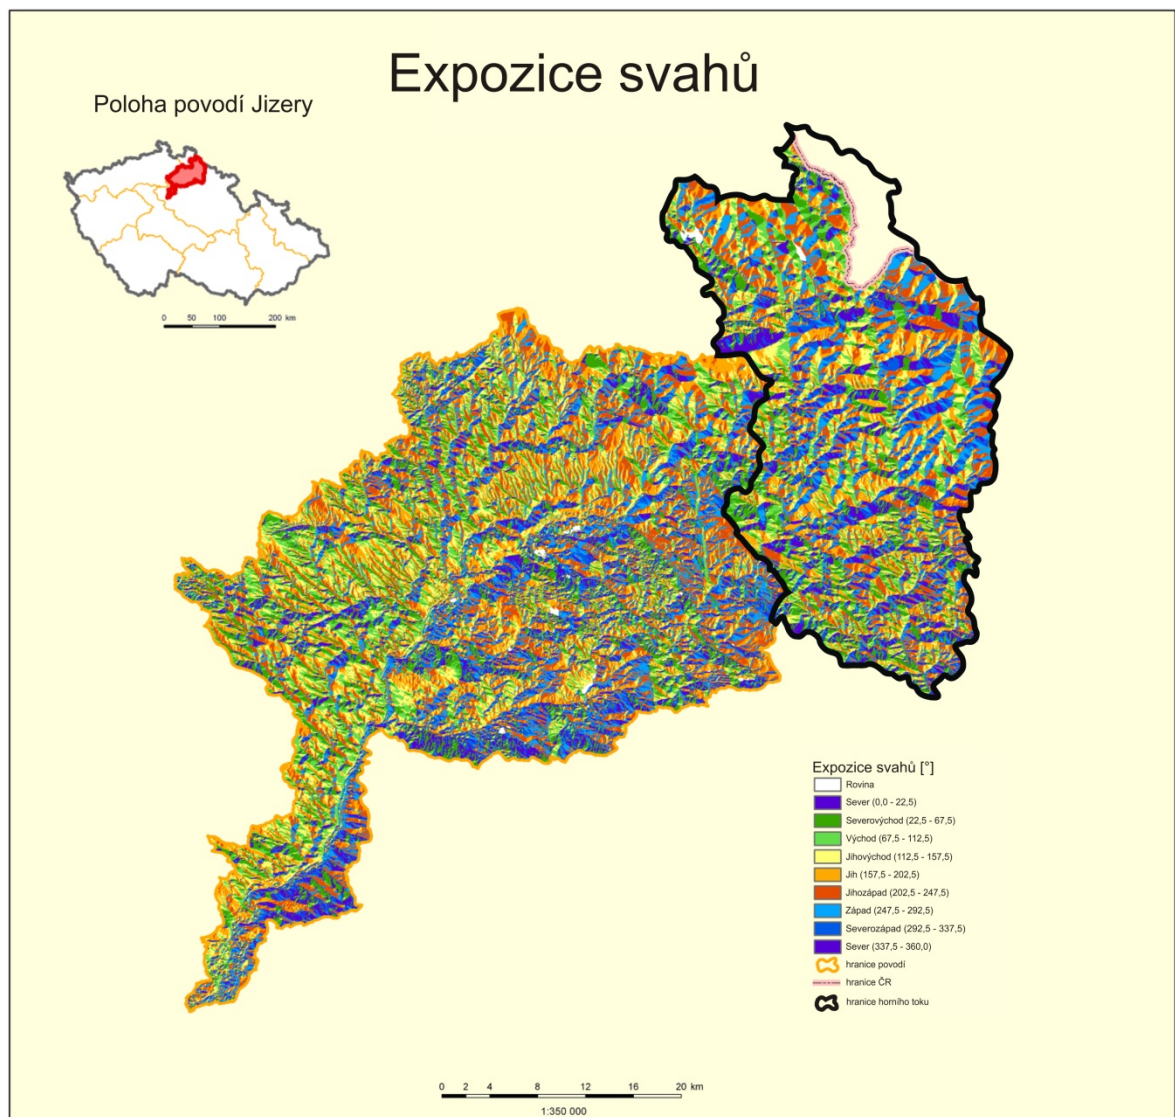 Expozice svahů
Poloha povodí Jizery
0 50 100 200 km
Expozice svahů [°]
Rovina
Sever (0,0 - 22,5)
Severovýchod (22,5 - 67,5)
Východ (67,5 - 112,5)
Jihovýchod (112,5 - 157,5)
Jih (157,5 - 202,5)
Jihozápad (202,5 - 247,5)
Západ (247,5 - 292,5)
Severozápad (292,5 - 337,5)
Sever (337,5 - 360,0)
hranice povodí
hranice ČR
hranice horního toku
0 2 4 8 12 16 20 km
1:350 000